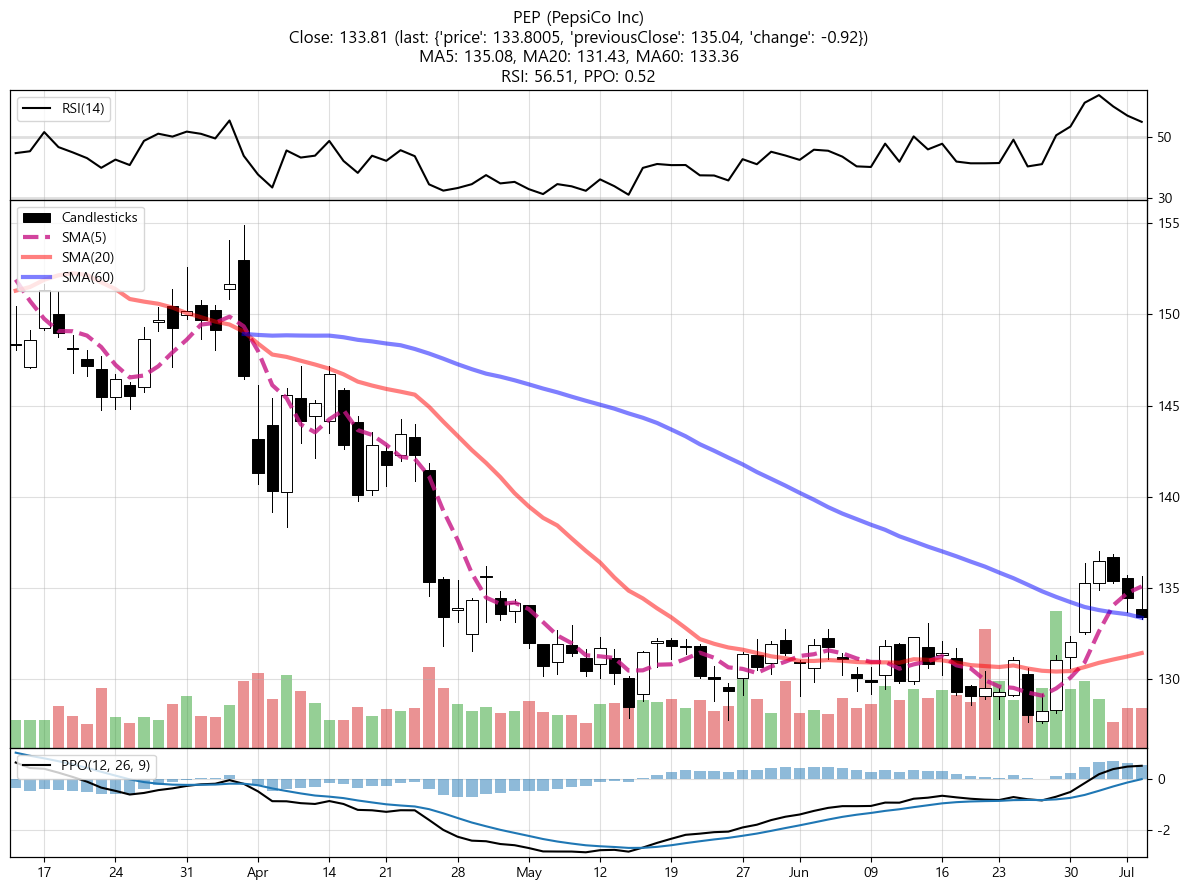 PEP (PepsiCo Inc)
Close: 133.81 (last: {'price': 133.8005, 'previousClose': 135.04, 'change': -0.92})
MA5: 135.08, MA20: 131.43, MA60: 133.36
RSI: 56.51, PPO: 0.52
RSI(14)
50
30
Candlesticks
SMA(5)
SMA(20)
SMA(60)
155
150
145
140
135
130
PPO(12, 26, 9)
0
-2
17 24 31 Apr 14 21 28 May 12 19 27 Jun 09 16 23 30 Jul